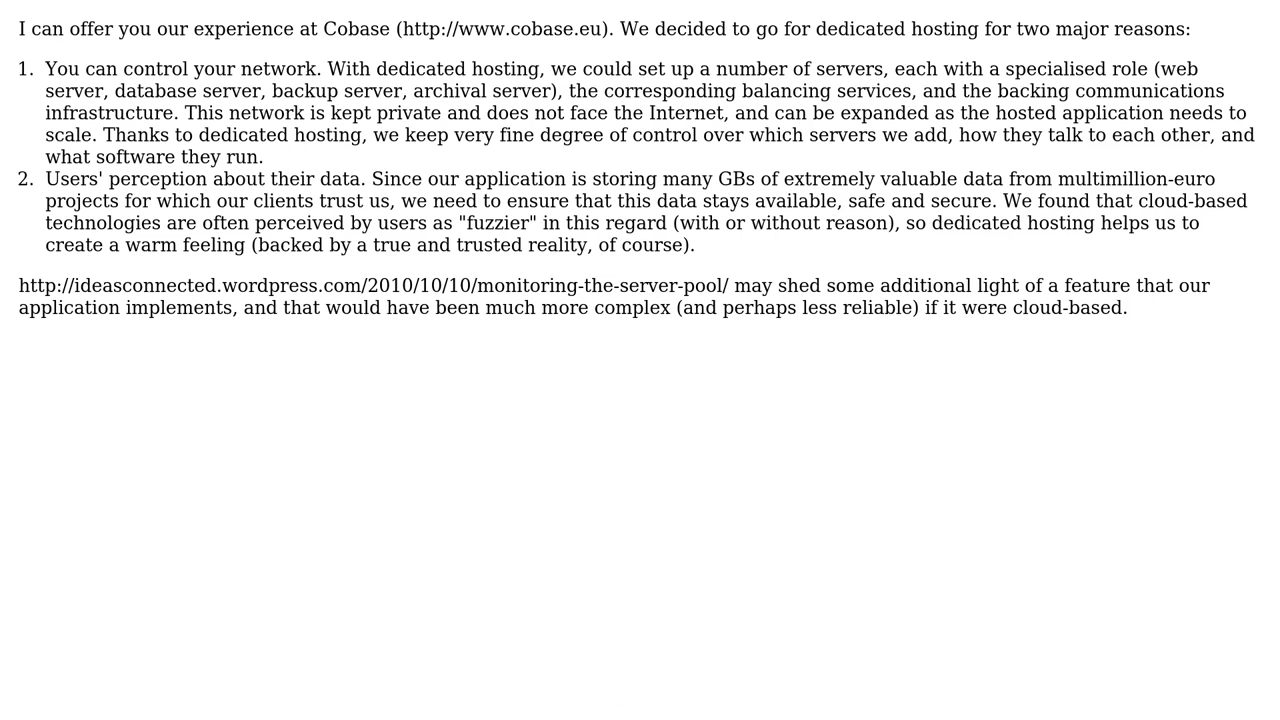 I can offer you our experience at Cobase (http://www.cobase.eu). We decided to go for dedicated hosting for two major reasons:
1. You can control your network. With dedicated hosting, we could set up a number of servers, each with a specialised role (web
server, database server, backup server, archival server), the corresponding balancing services, and the backing communications
infrastructure. This network is kept private and does not face the Internet, and can be expanded as the hosted application needs to
scale. Thanks to dedicated hosting, we keep very fine degree of control over which servers we add, how they talk to each other, and
what software they run.
2. Users' perception about their data. Since our application is storing many GBs of extremely valuable data from multimillion-euro
projects for which our clients trust us, we need to ensure that this data stays available, safe and secure. We found that cloud-based
technologies are often perceived by users as "fuzzier" in this regard (with or without reason), so dedicated hosting helps us to
create a warm feeling (backed by a true and trusted reality, of course).
http://ideasconnected.wordpress.com/2010/10/10/monitoring-the-server-pool/ may shed some additional light of a feature that our
application implements, and that would have been much more complex (and perhaps less reliable) if it were cloud-based.